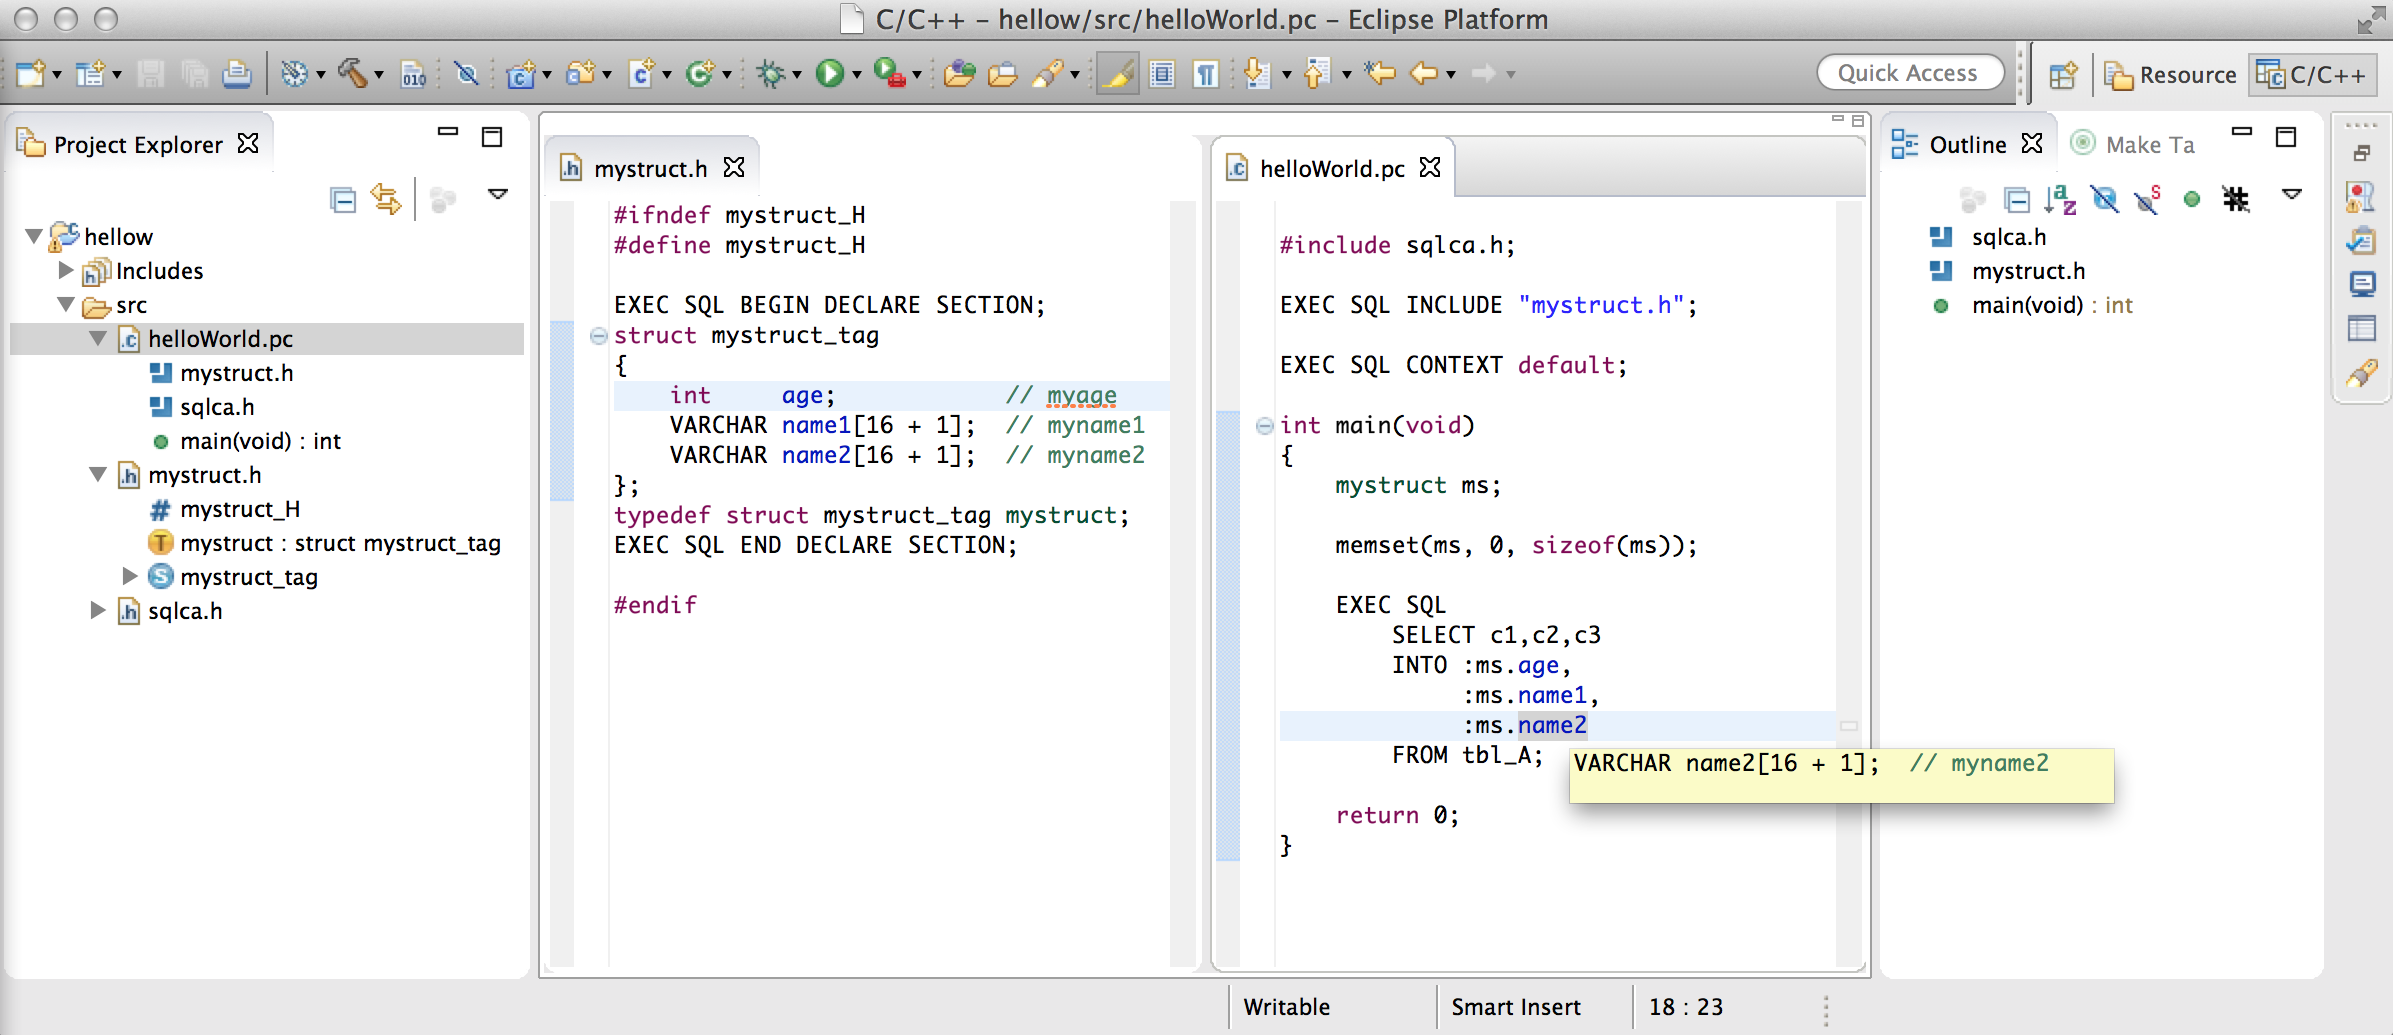 C/C++ – hellow/src/helloWorld.pc – Eclipse Platform
010
Quick Access
Resource
C/C++
Project Explorer
hellow
Includes
src
helloWorld.pc
mystruct.h
sqlca.h
main(void) : int
mystruct.h
mystruct_H
mystruct : struct mystruct_tag
mystruct_tag
sqlca.h
mystruct.h
#ifndef mystruct_H
#define mystruct_H
EXEC SQL BEGIN DECLARE SECTION;
struct mystruct_tag
{
int     age;            // myage
VARCHAR name1[16 + 1];  // myname1
VARCHAR name2[16 + 1];  // myname2
};
typedef struct mystruct_tag mystruct;
EXEC SQL END DECLARE SECTION;
#endif
helloWorld.pc
#include sqlca.h;
EXEC SQL INCLUDE "mystruct.h";
EXEC SQL CONTEXT default;
int main(void)
{
mystruct ms;
memset(ms, 0, sizeof(ms));
EXEC SQL
SELECT c1,c2,c3
INTO :ms.age,
:ms.name1,
:ms.name2
FROM tbl_A;
VARCHAR name2[16 + 1];  // myname2
return 0;
}
Outline
Make Ta
sqlca.h
mystruct.h
main(void) : int
Writable
Smart Insert
18 : 23